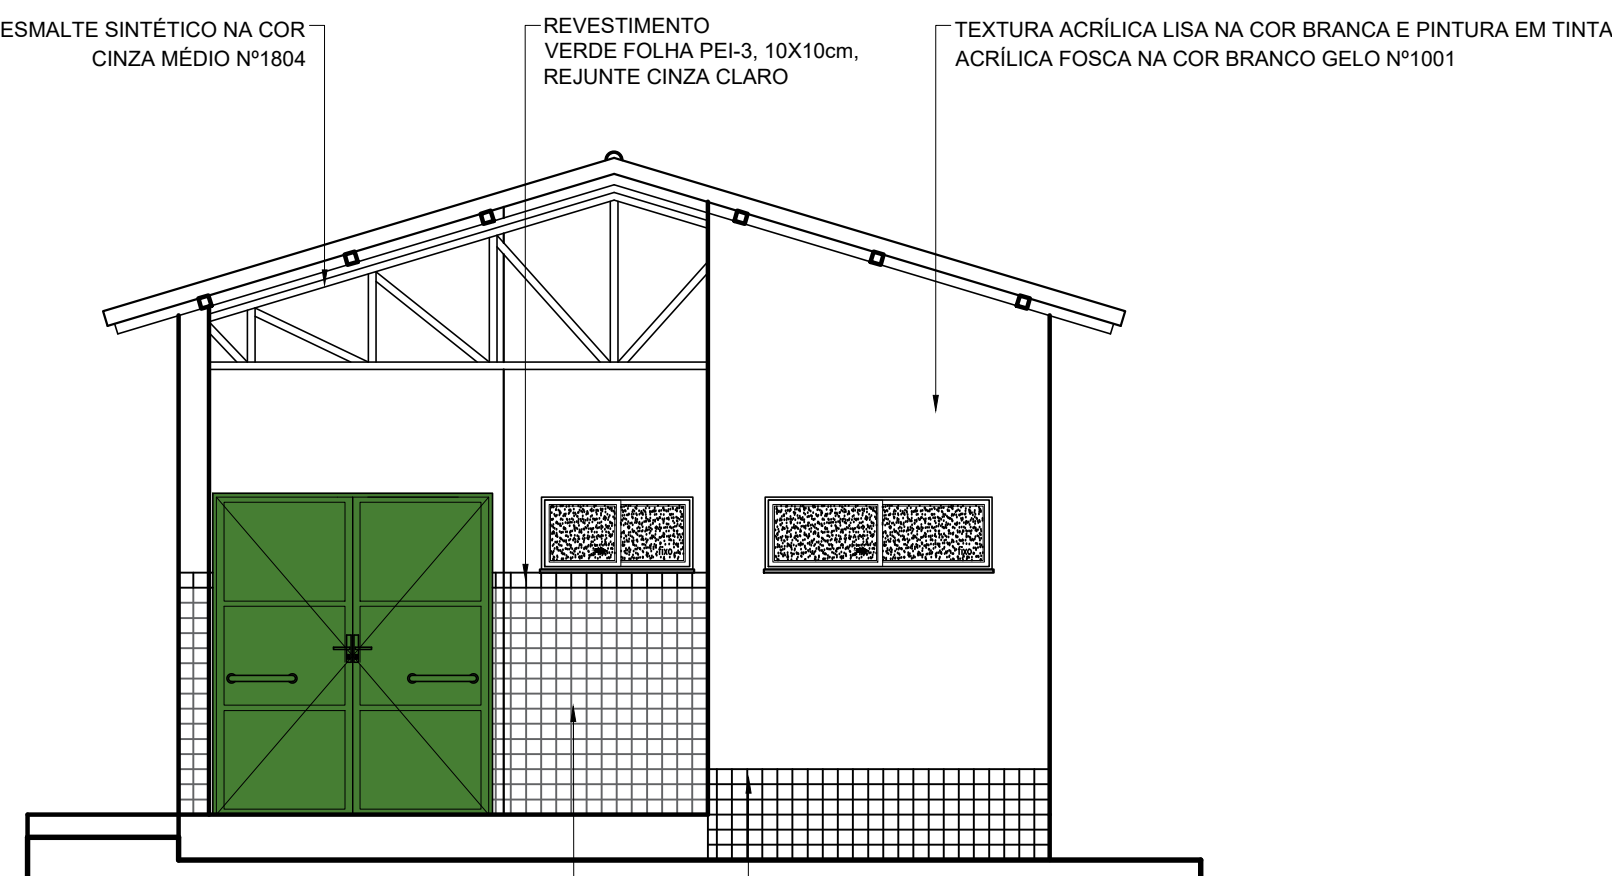 ESMALTE SINTÉTICO NA COR
CINZA MÉDIO Nº1804
REVESTIMENTO
VERDE FOLHA PEI-3, 10X10cm,
REJUNTE CINZA CLARO
TEXTURA ACRÍLICA LISA NA COR BRANCA E PINTURA EM TINTA
ACRÍLICA FOSCA NA COR BRANCO GELO Nº1001
fixo
fixo